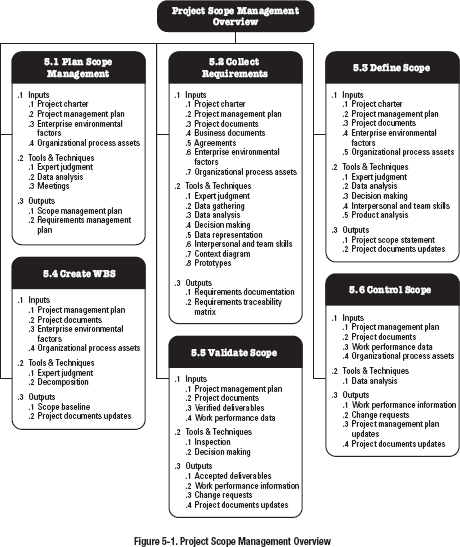 Project Scope Management
Overview
5.1 Plan Scope
Management
.1 Inputs
.1 Project charter
.2 Project management plan
.3 Enterprise environmental
factors
.4 Organizational process assets
.2 Tools & Techniques
.1 Expert judgment
.2 Data analysis
.3 Meetings
.3 Outputs
.1 Scope management plan
.2 Requirements management
plan
5.2 Collect
Requirements
.1 Inputs
.1 Project charter
.2 Project management plan
.3 Project documents
.4 Business documents
.5 Agreements
.6 Enterprise environmental
factors
.7 Organizational process assets
.2 Tools & Techniques
.1 Expert judgment
.2 Data gathering
.3 Data analysis
.4 Decision making
.5 Data representation
.6 Interpersonal and team skills
.7 Context diagram
.8 Prototypes
.3 Outputs
.1 Requirements documentation
.2 Requirements traceability
matrix
5.3 Define Scope
.1 Inputs
.1 Project charter
.2 Project management plan
.3 Project documents
.4 Enterprise environmental
factors
.5 Organizational process assets
.2 Tools & Techniques
.1 Expert judgment
.2 Data analysis
.3 Decision making
.4 Interpersonal and team skills
.5 Product analysis
.3 Outputs
.1 Project scope statement
.2 Project documents updates
5.4 Create WBS
.1 Inputs
.1 Project management plan
.2 Project documents
.3 Enterprise environmental
factors
.4 Organizational process assets
.2 Tools & Techniques
.1 Expert judgment
.2 Decomposition
.3 Outputs
.1 Scope baseline
.2 Project documents updates
5.5 Validate Scope
.1 Inputs
.1 Project management plan
.2 Project documents
.3 Verified deliverables
.4 Work performance data
.2 Tools & Techniques
.1 Inspection
.2 Decision making
.3 Outputs
.1 Accepted deliverables
.2 Work performance information
.3 Change requests
.4 Project documents updates
5.6 Control Scope
.1 Inputs
.1 Project management plan
.2 Project documents
.3 Work performance data
.4 Organizational process assets
.2 Tools & Techniques
.1 Data analysis
.3 Outputs
.1 Work performance information
.2 Change requests
.3 Project management plan
updates
.4 Project documents updates
Figure 5-1. Project Scope Management Overview